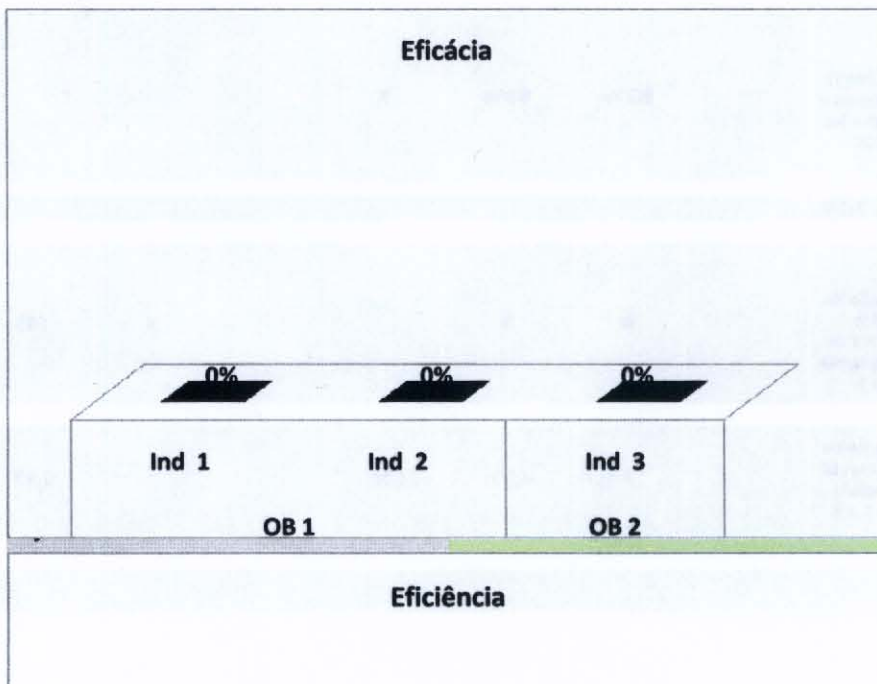 Eficácia
0% 0% 0%
Ind 1 Ind 2 Ind 3
OB 1 OB 2
Eficiência